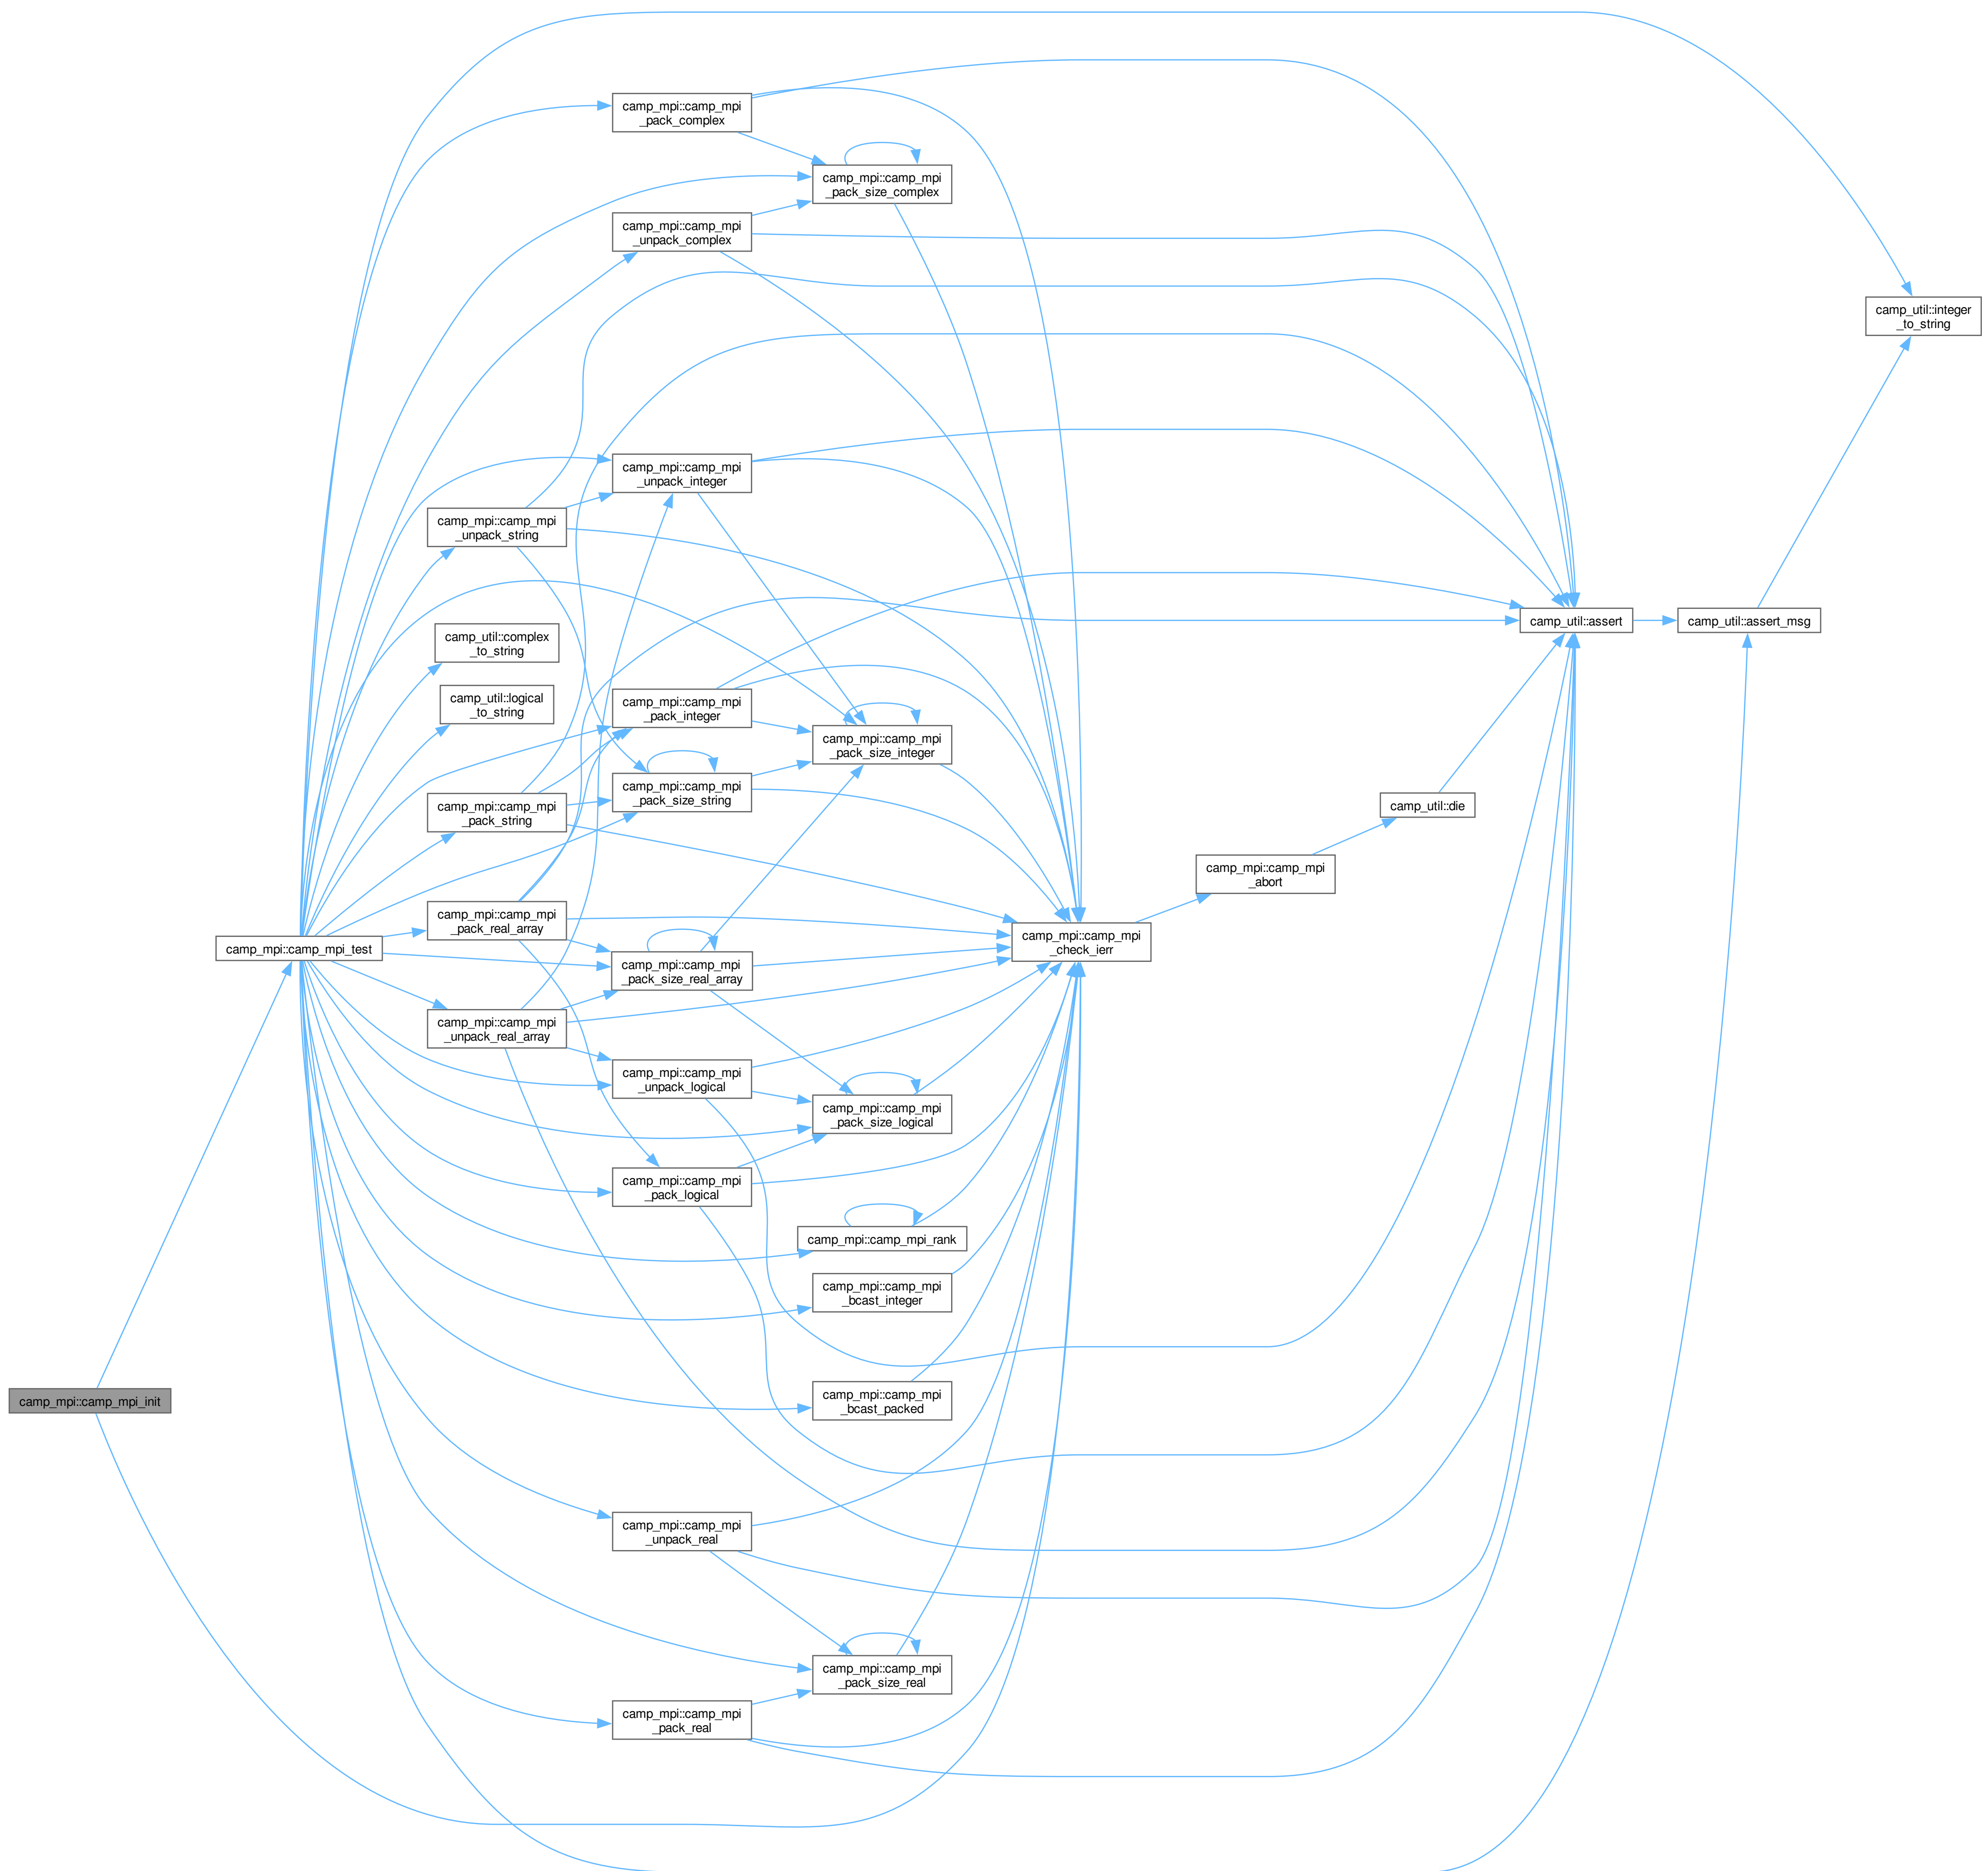 camp_mpi::camp_mpi
_pack_complex
camp_mpi::camp_mpi
_pack_size_complex
camp_mpi::camp_mpi
_unpack_complex
camp_util::integer
_to_string
camp_mpi::camp_mpi
_unpack_integer
camp_mpi::camp_mpi
_unpack_string
camp_util::assert
camp_util::assert_msg
camp_util::complex
_to_string
camp_util::logical
_to_string
camp_mpi::camp_mpi
_pack_integer
camp_mpi::camp_mpi
_pack_size_integer
camp_mpi::camp_mpi
_pack_size_string
camp_mpi::camp_mpi
_pack_string
camp_util::die
camp_mpi::camp_mpi
_abort
camp_mpi::camp_mpi
_pack_real_array
camp_mpi::camp_mpi
_check_ierr
camp_mpi::camp_mpi_test
camp_mpi::camp_mpi
_pack_size_real_array
camp_mpi::camp_mpi
_unpack_real_array
camp_mpi::camp_mpi
_unpack_logical
camp_mpi::camp_mpi
_pack_size_logical
camp_mpi::camp_mpi
_pack_logical
camp_mpi::camp_mpi_rank
camp_mpi::camp_mpi
_bcast_integer
camp_mpi::camp_mpi_init
camp_mpi::camp_mpi
_bcast_packed
camp_mpi::camp_mpi
_unpack_real
camp_mpi::camp_mpi
_pack_size_real
camp_mpi::camp_mpi
_pack_real